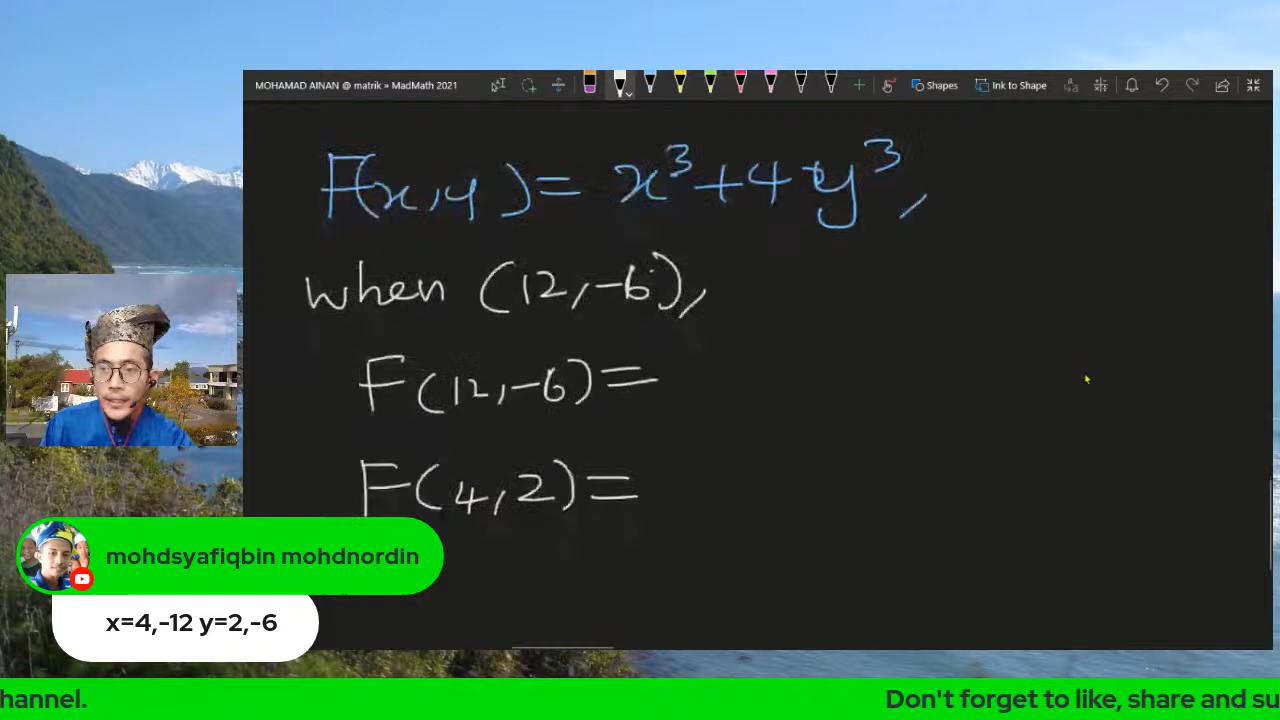 MOHAMAD AINAN @ matrik » MadMath 2021
Shapes
Ink to Shape
F(x,y) = x³+4y³,
when (12,-6),
F(12,-6)=
F(4,2)=
mohdsyafiqbin mohdnordin
x=4,-12 y=2,-6
hannel.
Don't forget to like, share and su